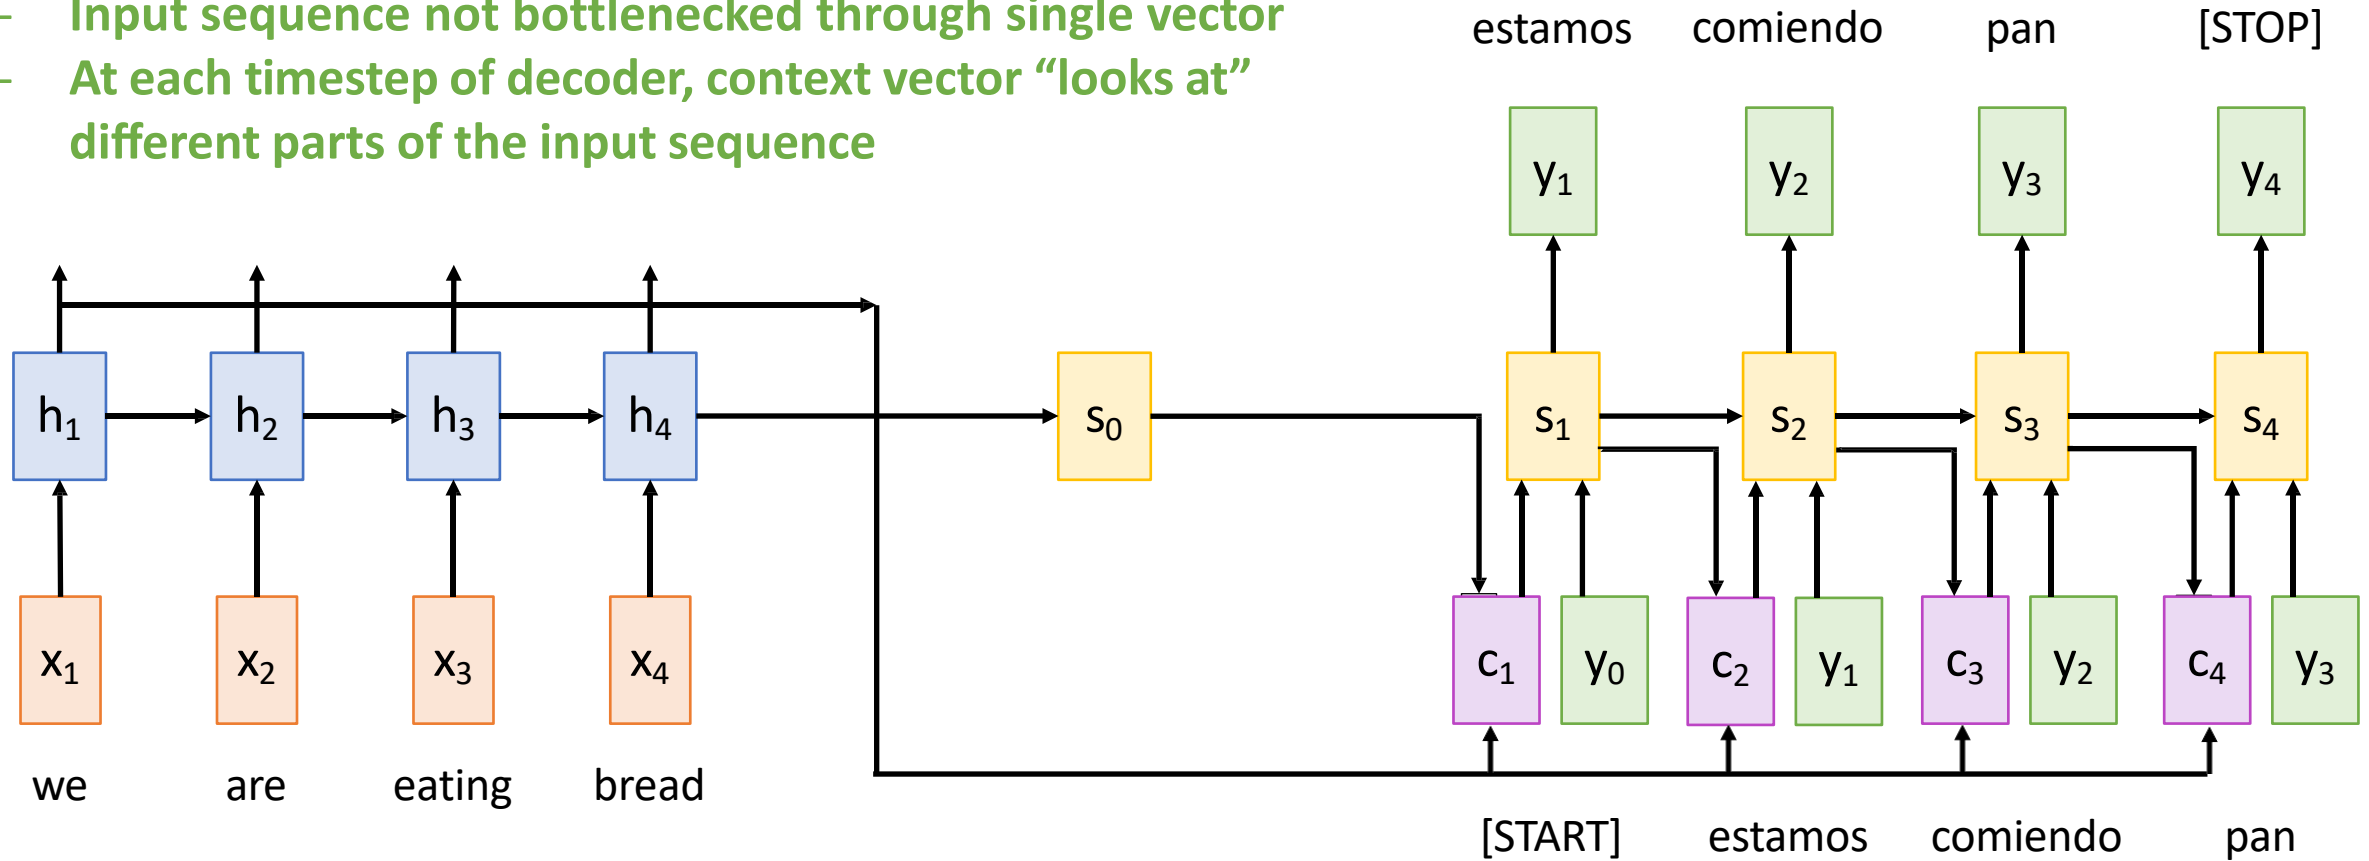 - Input sequence not bottlenecked through single vector
- At each timestep of decoder, context vector “looks at”
different parts of the input sequence
estamos comiendo pan [STOP]
y1 y2 y3 y4
h1 h2 h3 h4 s0 s1 s2 s3 s4
x1 x2 x3 x4 c1 y0 c2 y1 c3 y2 c4 y3
we are eating bread
[START] estamos comiendo pan